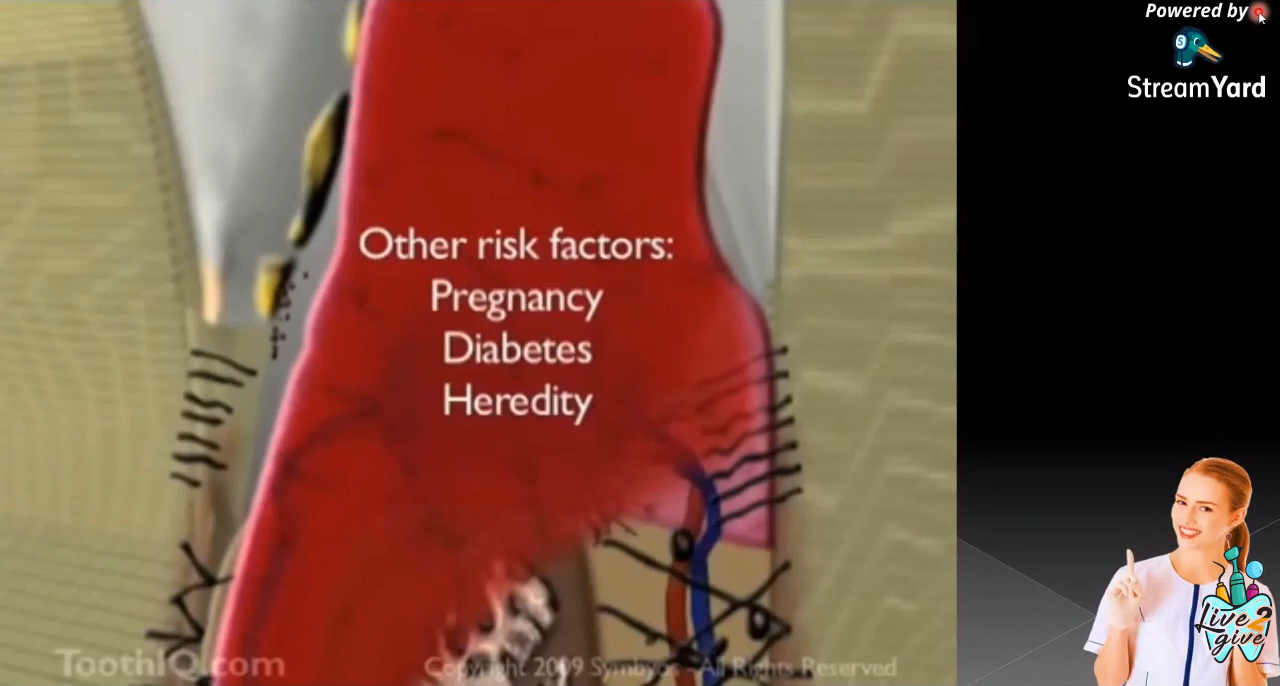 Powered by
StreamYard
Other risk factors:
Pregnancy
Diabetes
Heredity
Live 2
give
ToothIQ.com
Copyright 2009 Symbyos - All Rights Reserved